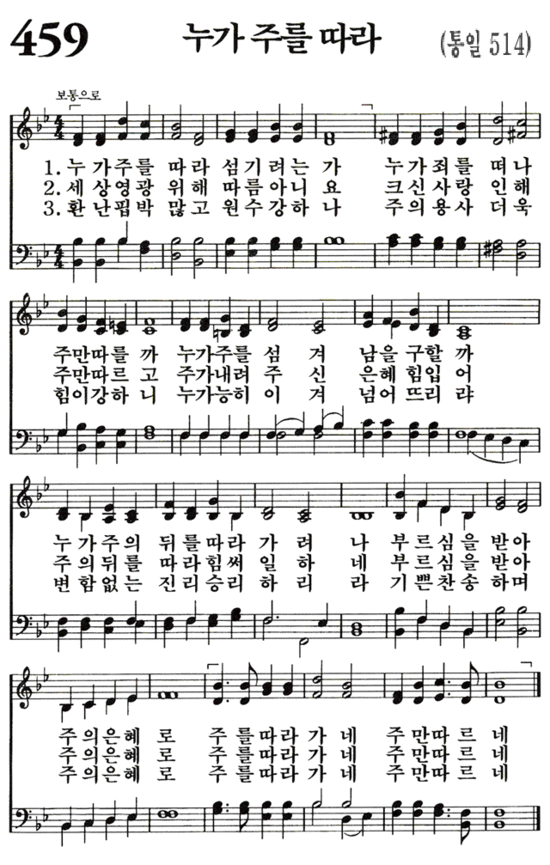 459 누가 주를 따라 (통일 514)
보통으로
1. 누 가 주 를 따 라 섬 기 려 는 가 누 가 죄 를 떠 나
2. 세 상 영 광 위 해 따 름 아 니 요 크 신 사 랑 인 해
3. 환 난 핍 박 많 고 원 수 강 하 나 주 의 용 사 더 욱
주 만 따 를 까 누 가 주 를 섬 겨 남 을 구 할 까
주 만 따 르 고 주 가 내 려 주 신 은 혜 힘 입 어
힘 이 강 하 니 누 가 능 히 이 겨 넘 어 뜨 리 랴
누 가 주 의 뒤 를 따 라 가 려 나 부 르 심 을 받 아
주 의 뒤 를 따 라 힘 써 일 하 네 부 르 심 을 받 아
변 함 없 는 진 리 승 리 하 리 라 기 쁜 찬 송 하 며
주 의 은 혜 로 주 를 따 라 가 네 주 만 따 르 네
주 의 은 혜 로 주 를 따 라 가 네 주 만 따 르 네
주 의 은 혜 로 주 를 따 라 가 네 주 만 따 르 네